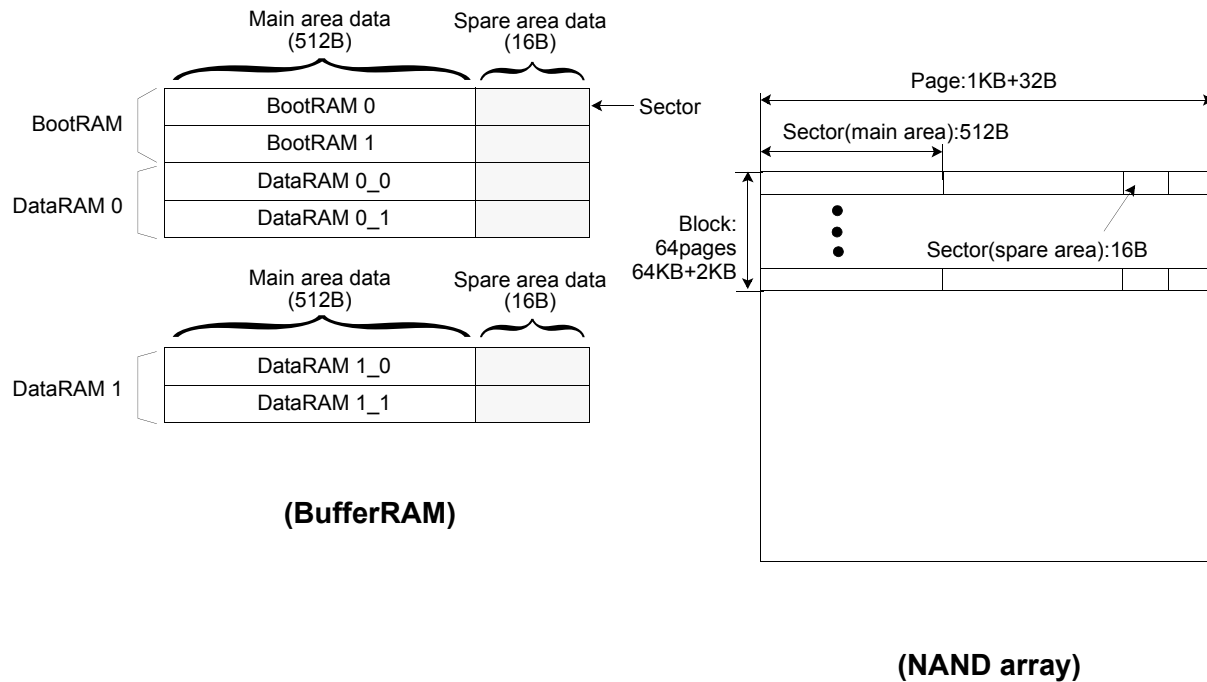 Main area data
(512B)
Spare area data
(16B)
BootRAM
BootRAM 0
BootRAM 1
Sector
DataRAM 0
DataRAM 0_0
DataRAM 0_1
Main area data
(512B)
Spare area data
(16B)
DataRAM 1
DataRAM 1_0
DataRAM 1_1
(BufferRAM)
Page:1KB+32B
Sector(main area):512B
Block:
64pages
64KB+2KB
Sector(spare area):16B
(NAND array)